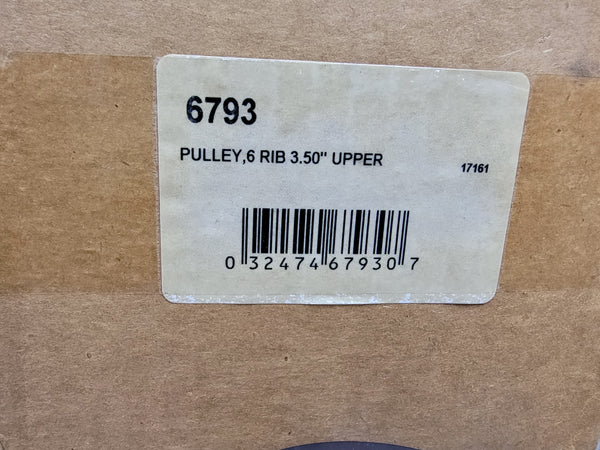 6793
PULLEY,6 RIB 3.50" UPPER
17161
0 32474 67930 7